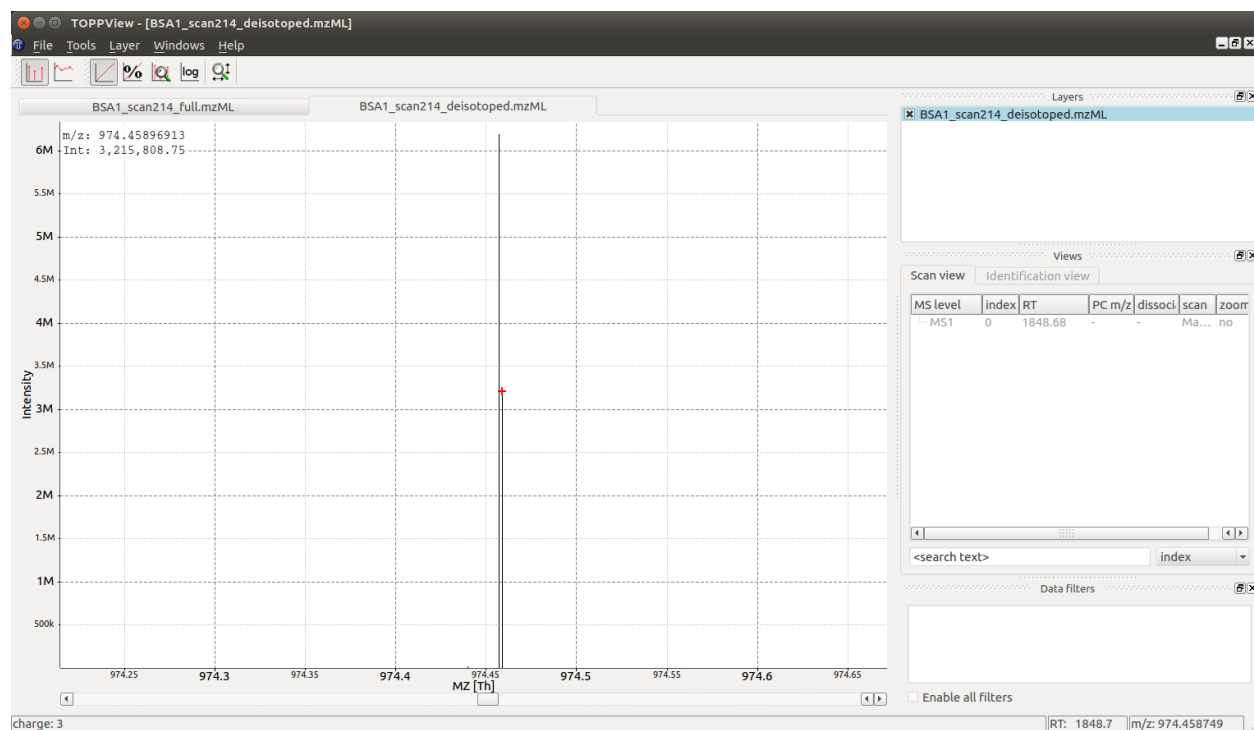 TOPPView - [BSA1_scan214_deisotoped.mzML]
File Tools Layer Windows Help
% log
BSA1_scan214_full.mzML BSA1_scan214_deisotoped.mzML
m/z: 974.45896913
Int: 3,215,808.75
6M
5.5M
5M
4.5M
4M
3.5M
3M
2.5M
2M
1.5M
1M
500k
Intensity
974.25 974.3 974.35 974.4 974.45 974.5 974.55 974.6 974.65
MZ [Th]
Layers
BSA1_scan214_deisotoped.mzML
Views
Scan view Identification view
MS level index RT PC m/z dissoci scan zoom
MS1 0 1848.68 - - Ma... no
<search text> index
Data filters
Enable all filters
charge: 3 RT: 1848.7 m/z: 974.458749